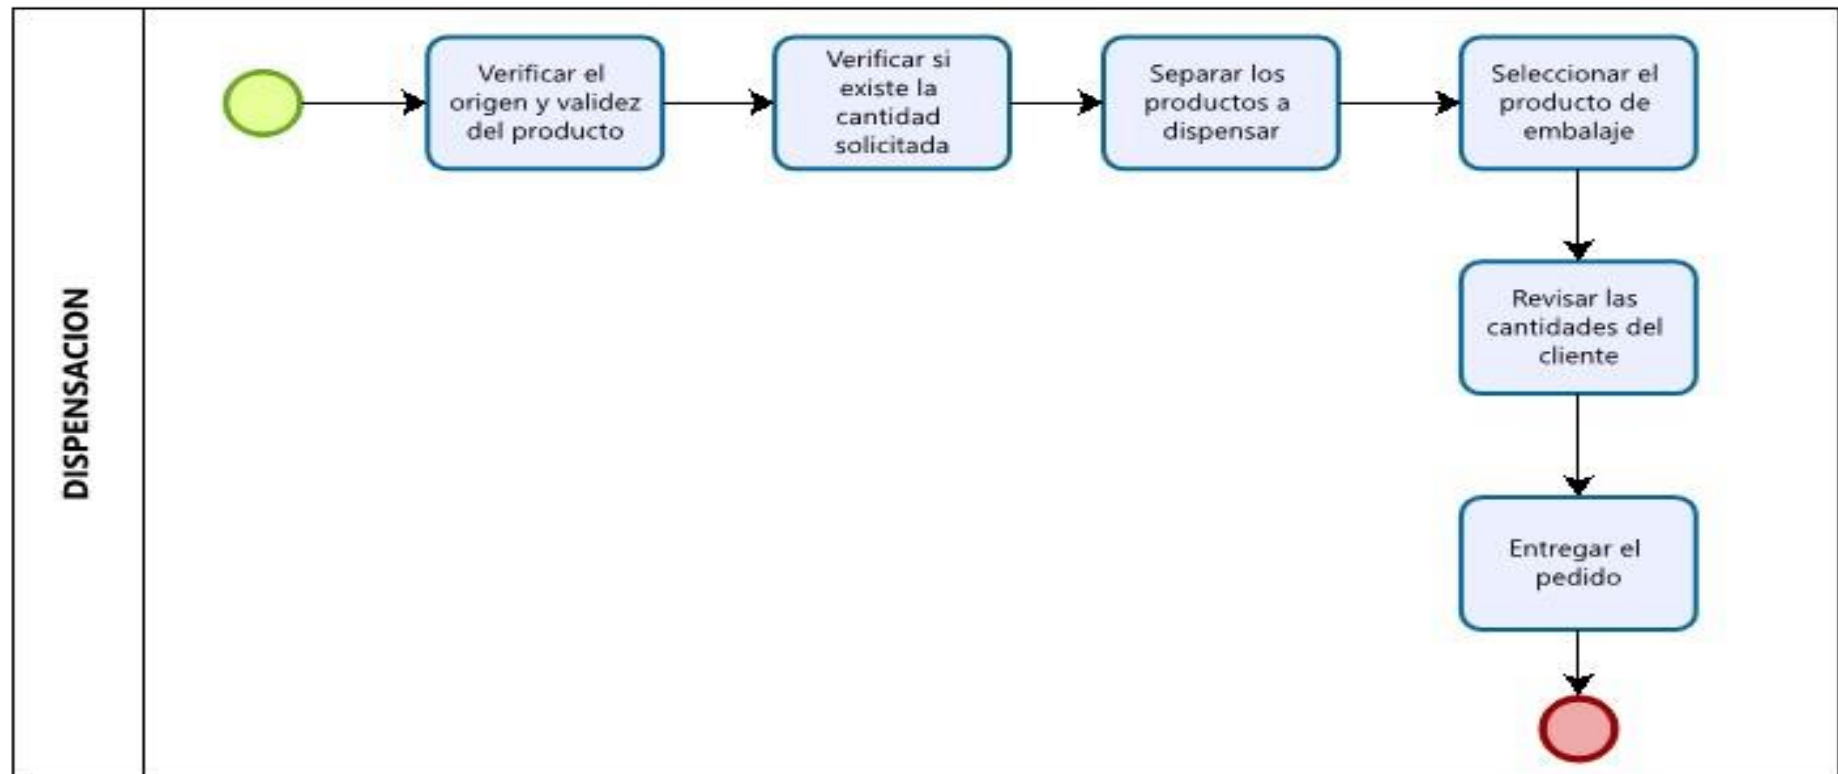 DISPENSACION
Verificar el
origen y validez
del producto
Verificar si
existe la
cantidad
solicitada
Separar los
productos a
dispensar
Seleccionar el
producto de
embalaje
Revisar las
cantidades del
cliente
Entregar el
pedido